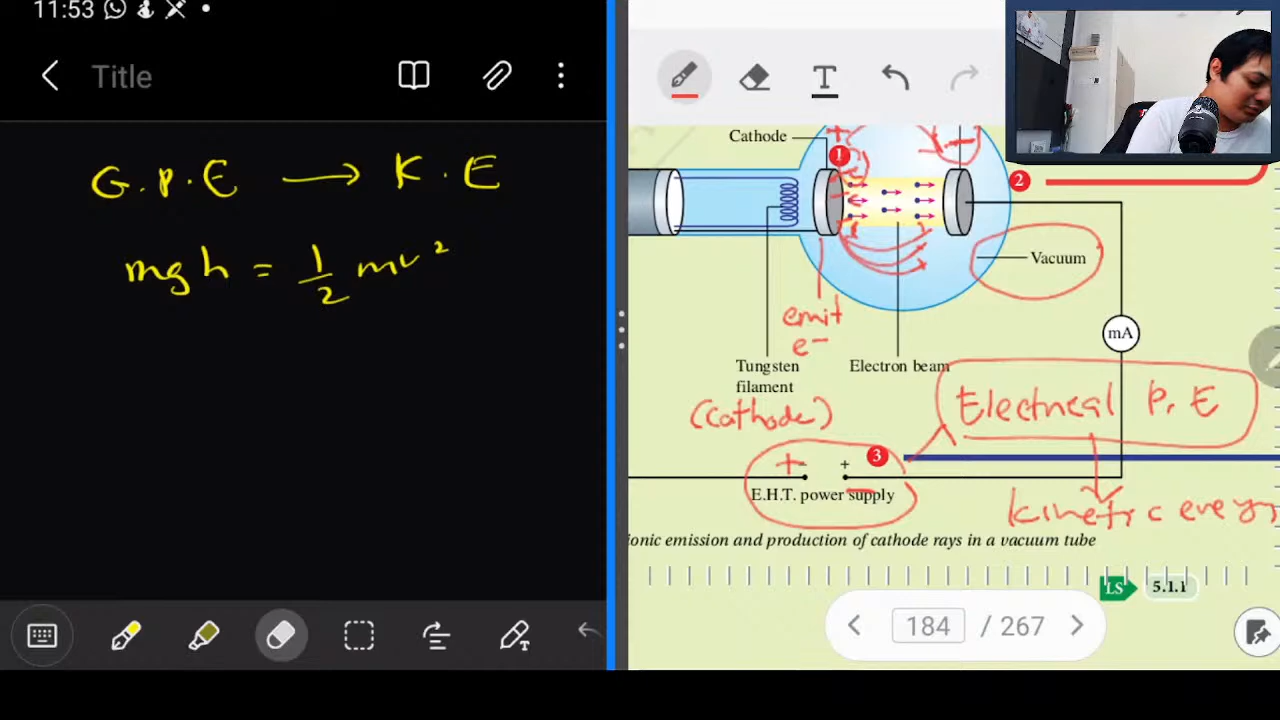 11:53
Title
G.P.E → K.E
mgh = 1/2 mv²
Cathode
+
1
2
Vacuum
emit
e-
mA
Tungsten
filament
Electron beam
(Cathode)
Electrical P.E
+ - + 3
E.H.T. power supply
-
kinetic energy
ionic emission and production of cathode rays in a vacuum tube
LS 5.1.1
184 / 267
T